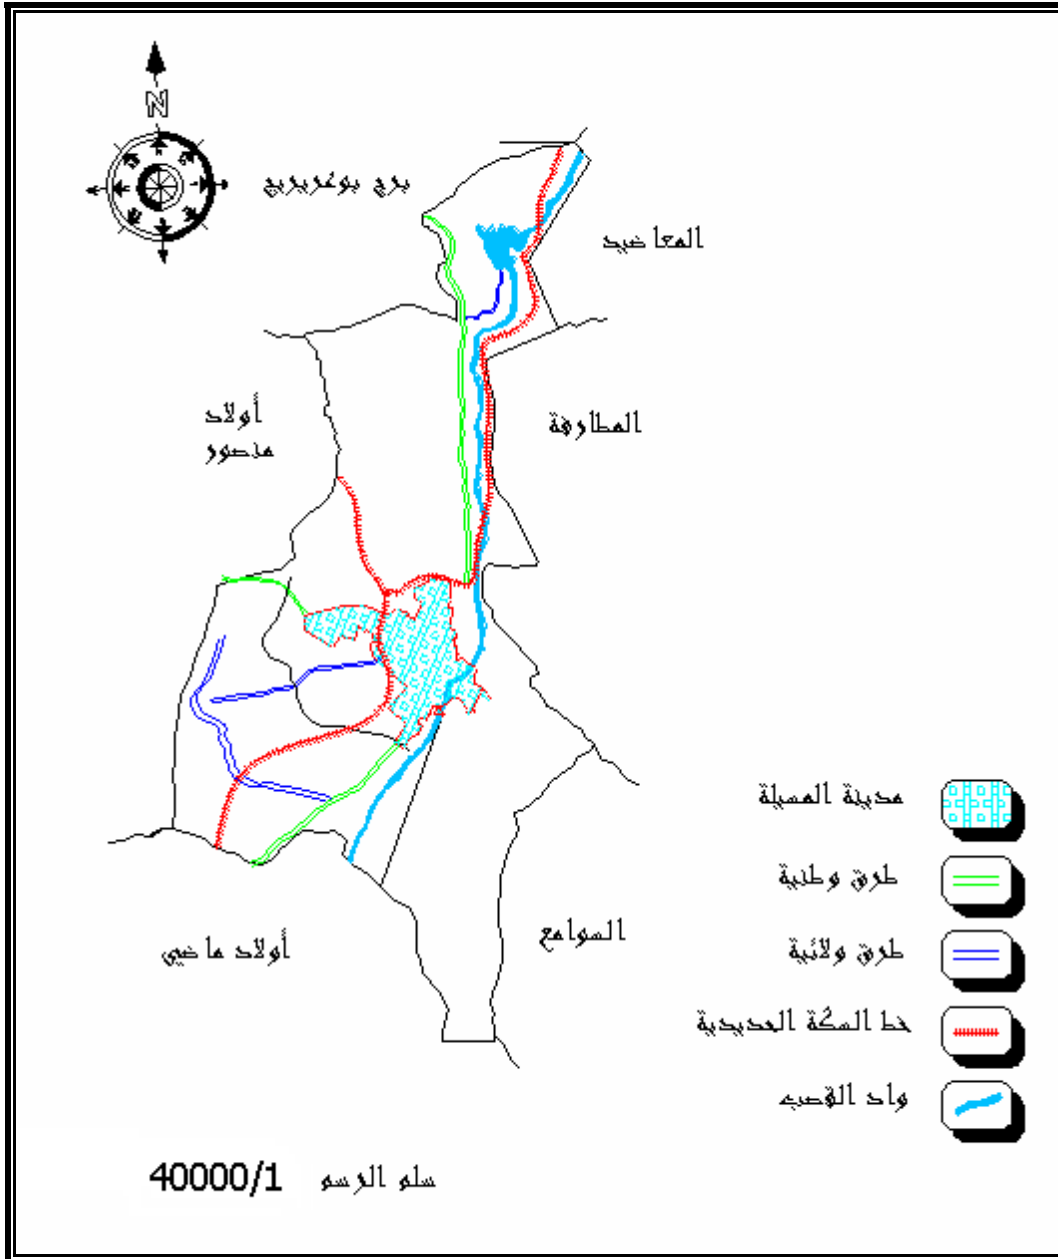 N
برج بوعريريج
المعاضيد
أولاد
منصور
المطارفة
مدينة المسيلة
طرق وطنية
السوامع
أولاد ماضي
طرق ولائية
خط السكة الحديدية
واد القصب
سلم الرسم 40000/1